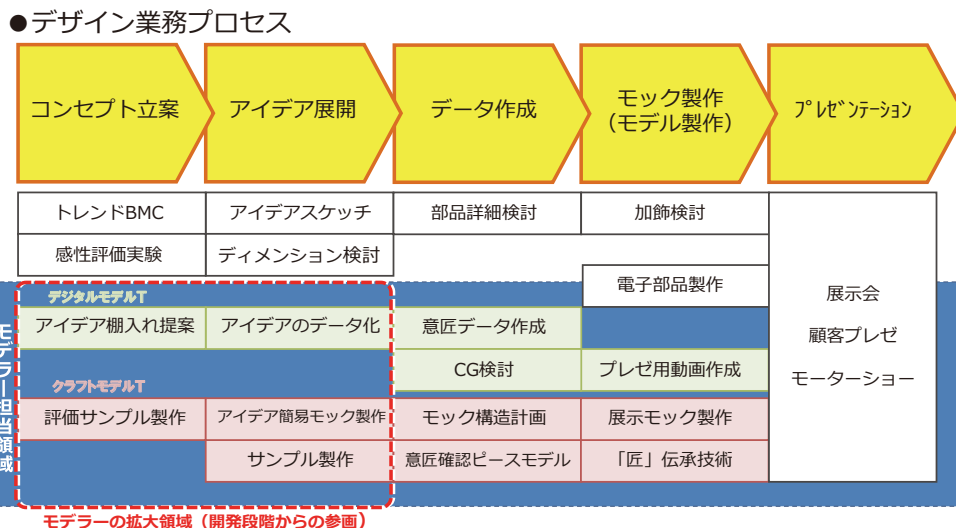 ●デザイン業務プロセス
コンセプト立案
アイデア展開
データ作成
モック製作
(モデル製作)
ﾌﾟﾚｾﾞﾝﾃｰｼｮﾝ
トレンドBMC
アイデアスケッチ
部品詳細検討
加飾検討
感性評価実験
ディメンション検討
電子部品製作
展示会
顧客プレゼ
モーターショー
モデラー担当領域
デジタルモデルT
アイデア棚入れ提案
アイデアのデータ化
意匠データ作成
CG検討
プレゼ用動画作成
クラフトモデルT
評価サンプル製作
アイデア簡易モック製作
モック構造計画
展示モック製作
サンプル製作
意匠確認ピースモデル
「匠」伝承技術
モデラーの拡大領域（開発段階からの参画）